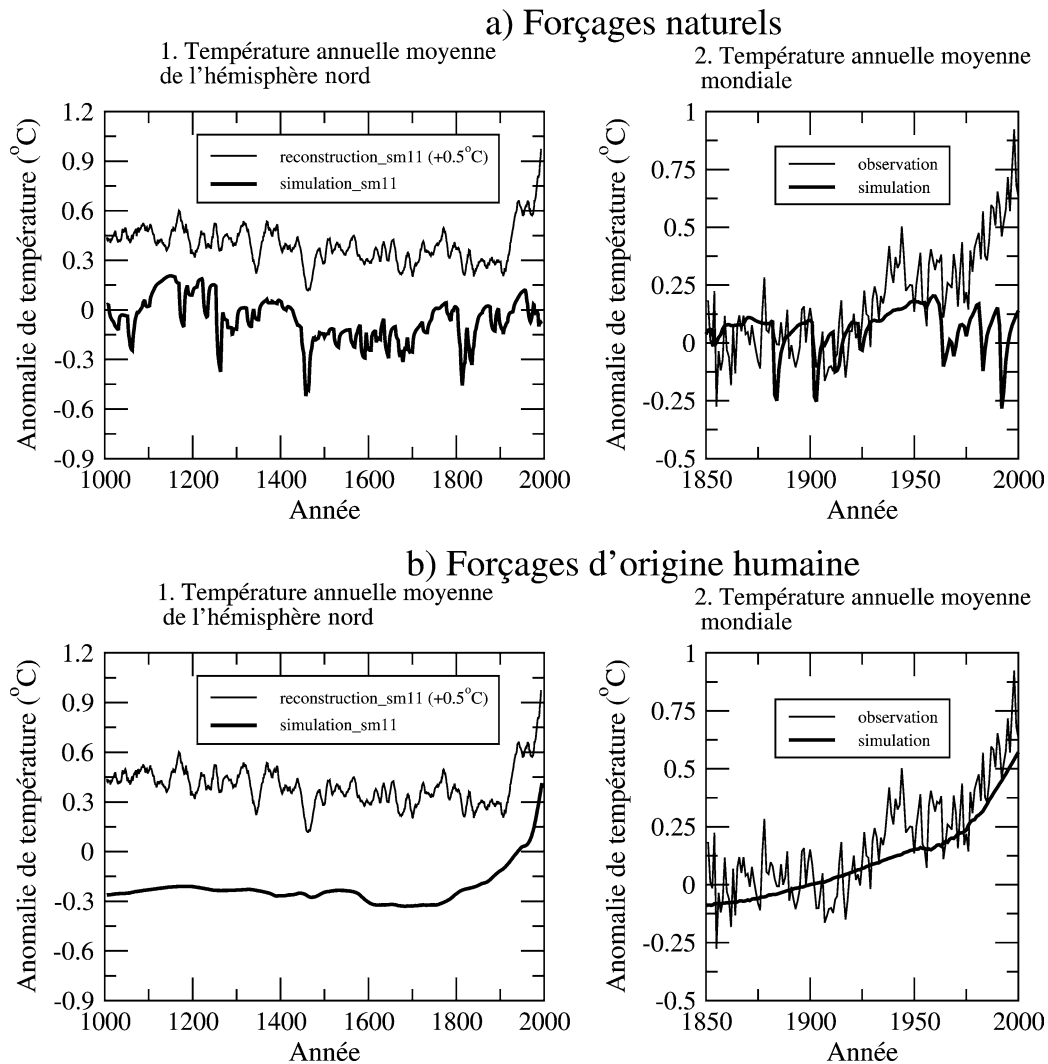 a) Forçages naturels
1. Température annuelle moyenne
de l'hémisphère nord
Anomalie de température (°C)
1.2
0.9
0.6
0.3
0
-0.3
-0.6
-0.9
reconstruction_sm11 (+0.5°C)
simulation_sm11
1000 1200 1400 1600 1800 2000
Année
2. Température annuelle moyenne
mondiale
Anomalie de température (°C)
1
0.75
0.5
0.25
0
-0.25
-0.5
observation
simulation
1850 1900 1950 2000
Année
b) Forçages d'origine humaine
1. Température annuelle moyenne
de l'hémisphère nord
Anomalie de température (°C)
1.2
0.9
0.6
0.3
0
-0.3
-0.6
-0.9
reconstruction_sm11 (+0.5°C)
simulation_sm11
1000 1200 1400 1600 1800 2000
Année
2. Température annuelle moyenne
mondiale
Anomalie de température (°C)
1
0.75
0.5
0.25
0
-0.25
-0.5
observation
simulation
1850 1900 1950 2000
Année